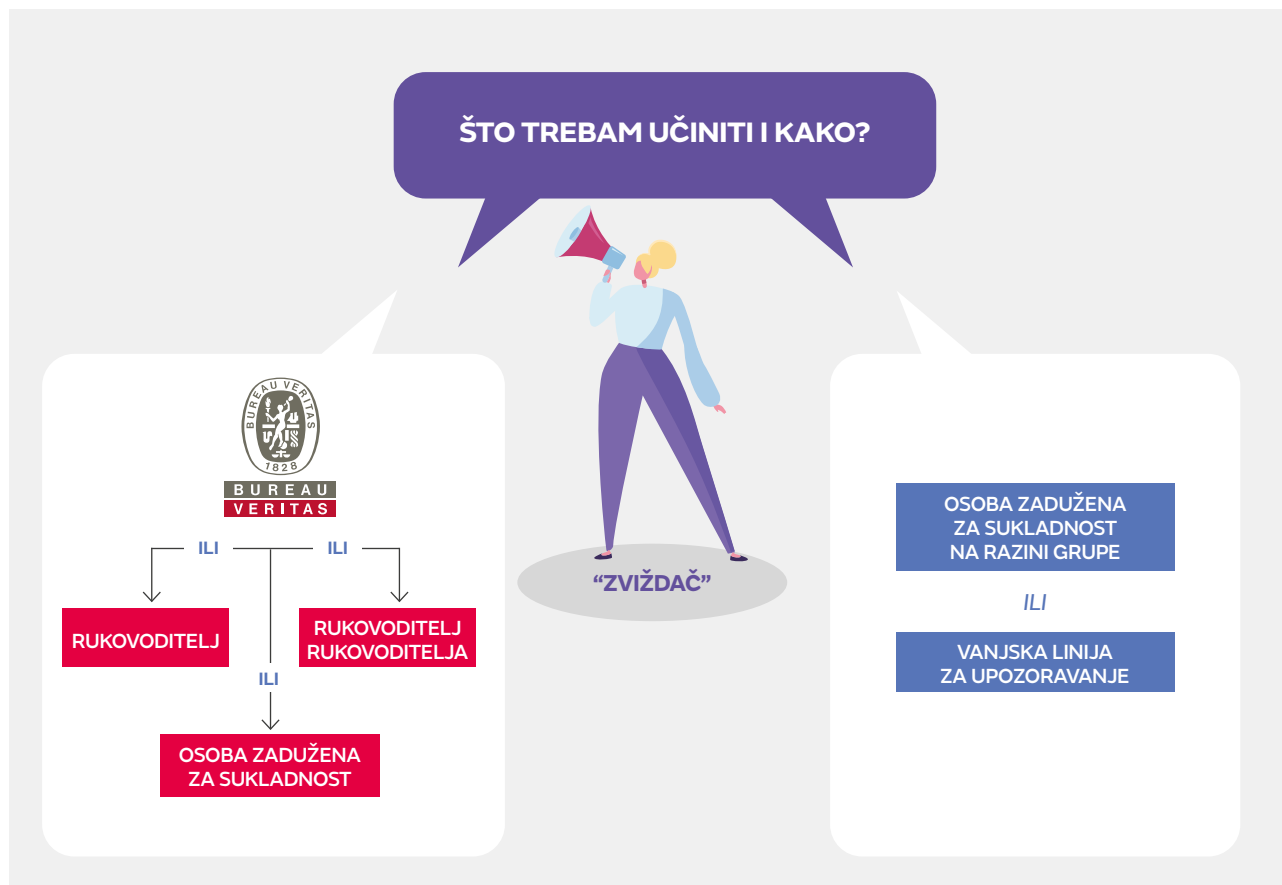 ŠTO TREBAM UČINITI I KAKO?
BUREAU VERITAS
1828
BUREAU
VERITAS
ILI
ILI
RUKOVODITELJ
RUKOVODITELJ
RUKOVODITELJA
ILI
OSOBA ZADUŽENA
ZA SUKLADNOST
“ZVIŽDAČ”
OSOBA ZADUŽENA
ZA SUKLADNOST
NA RAZINI GRUPE
ILI
VANJSKA LINIJA
ZA UPOZORAVANJE